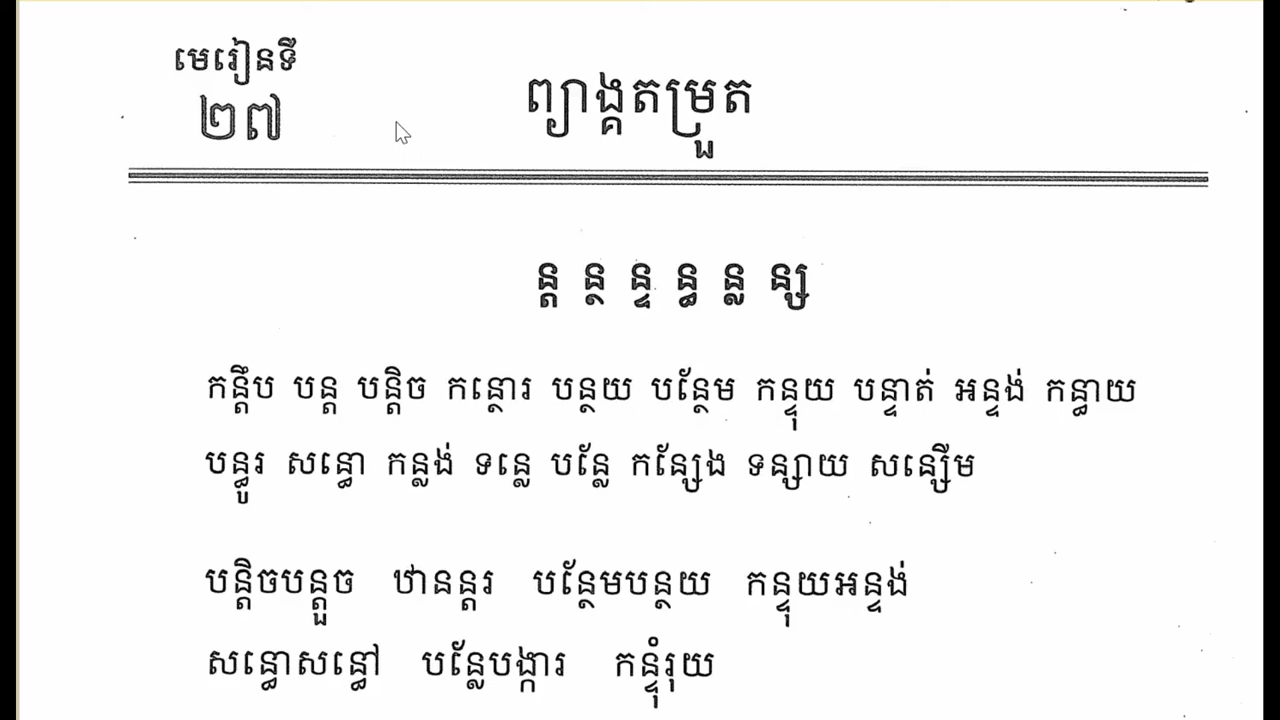 មេរៀនទី
២៧
ព្យាង្គតម្រួត
ន្ត ន្ថ ន្ទ ន្ធ ន្ល ន្ស
កន្តឹប បន្ត បន្តិច កន្ថោរ បន្ថយ បន្ថែម កន្ទុយ បន្ទាត់ អន្ទង់ កន្ធាយ
បន្ធូរ សន្ធោ កន្លង់ ទន្លេ បន្លែ កន្សែង ទន្សាយ សន្សើម
បន្តិចបន្តួច ឋានន្តរ បន្ថែមបន្ថយ កន្ទុយអន្ទង់
សន្ធោសន្ធៅ បន្លែបង្ការ កន្ទុំរុយ